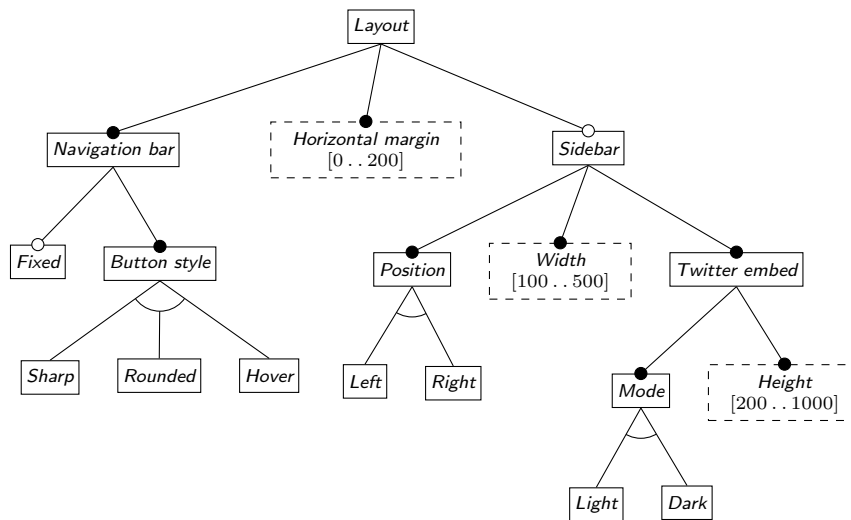 Layout
Navigation bar
Horizontal margin
[0 . . 200]
Sidebar
Fixed
Button style
Position
Width
[100 . . 500]
Twitter embed
Sharp
Rounded
Hover
Left
Right
Mode
Height
[200 . . 1000]
Light
Dark